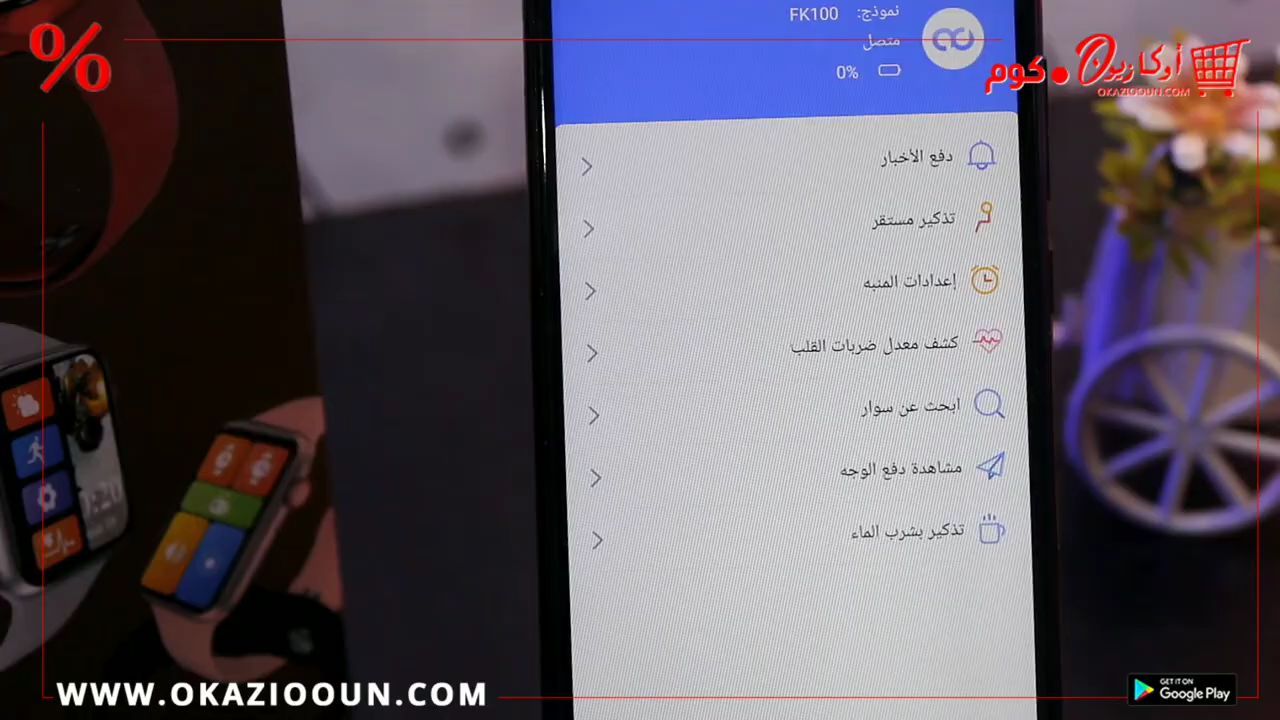 %
أوكازيون.كوم
OKAZIOOUN.COM
نموذج: FK100
متصل
0%
دفع الأخبار
تذكير مستقر
إعدادات المنبه
كشف معدل ضربات القلب
ابحث عن سوار
مشاهدة دفع الوجه
تذكير بشرب الماء
WWW.OKAZIOOUN.COM
GET IT ON
Google Play